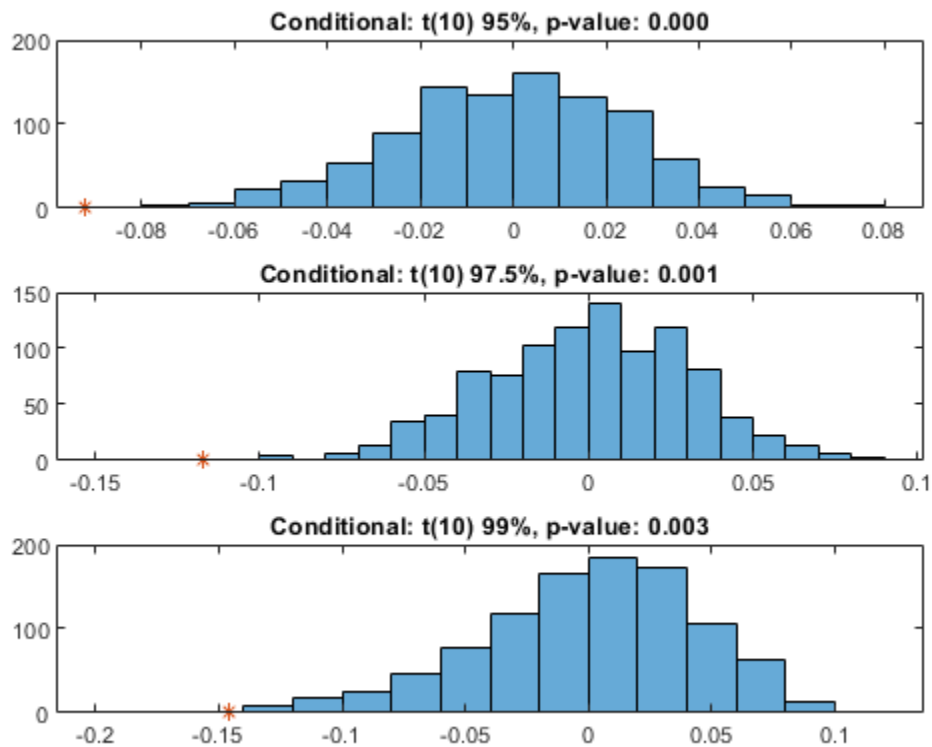 Conditional: t(10) 95%, p-value: 0.000
200
100
0
-0.08 -0.06 -0.04 -0.02 0 0.02 0.04 0.06 0.08
Conditional: t(10) 97.5%, p-value: 0.001
150
100
50
0
-0.15 -0.1 -0.05 0 0.05 0.1
Conditional: t(10) 99%, p-value: 0.003
200
100
0
-0.2 -0.15 -0.1 -0.05 0 0.05 0.1